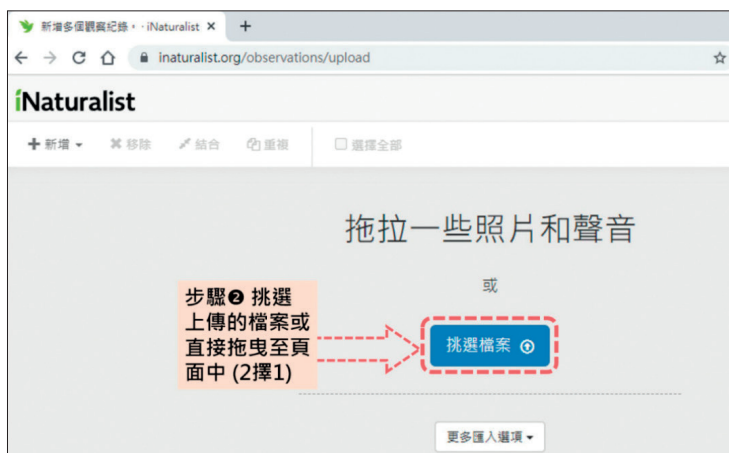 新增多個觀察紀錄・・iNaturalist
inaturalist.org/observations/upload
iNaturalist
新增
移除
結合
重複
選擇全部
拖拉一些照片和聲音
或
步驟❷ 挑選
上傳的檔案或
直接拖曳至頁
面中 (2擇1)
挑選檔案
更多匯入選項